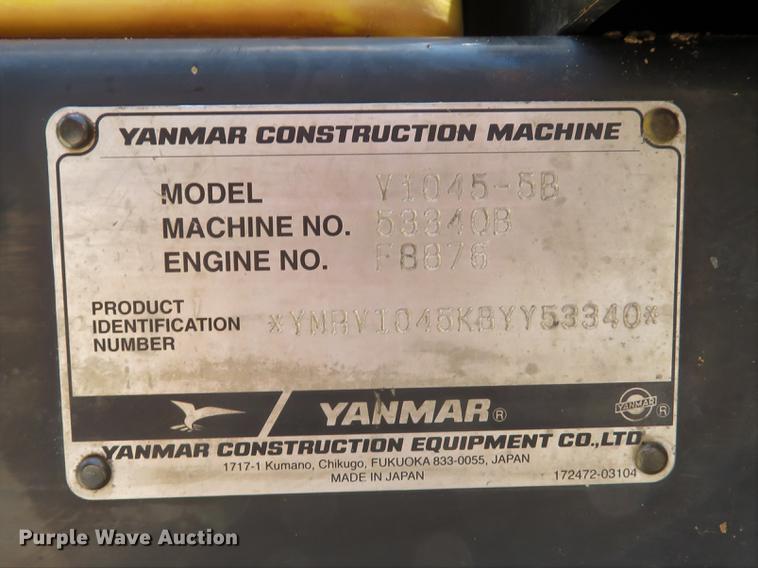 YANMAR CONSTRUCTION MACHINE
MODEL V1045-5B
MACHINE NO. 53340B
ENGINE NO. F8876
PRODUCT IDENTIFICATION NUMBER *YMRV1045KBYY53340*
YANMAR®
YANMAR ®
YANMAR CONSTRUCTION EQUIPMENT CO.,LTD.
1717-1 Kumano, Chikugo, FUKUOKA 833-0055, JAPAN
MADE IN JAPAN 172472-03104
Purple Wave Auction